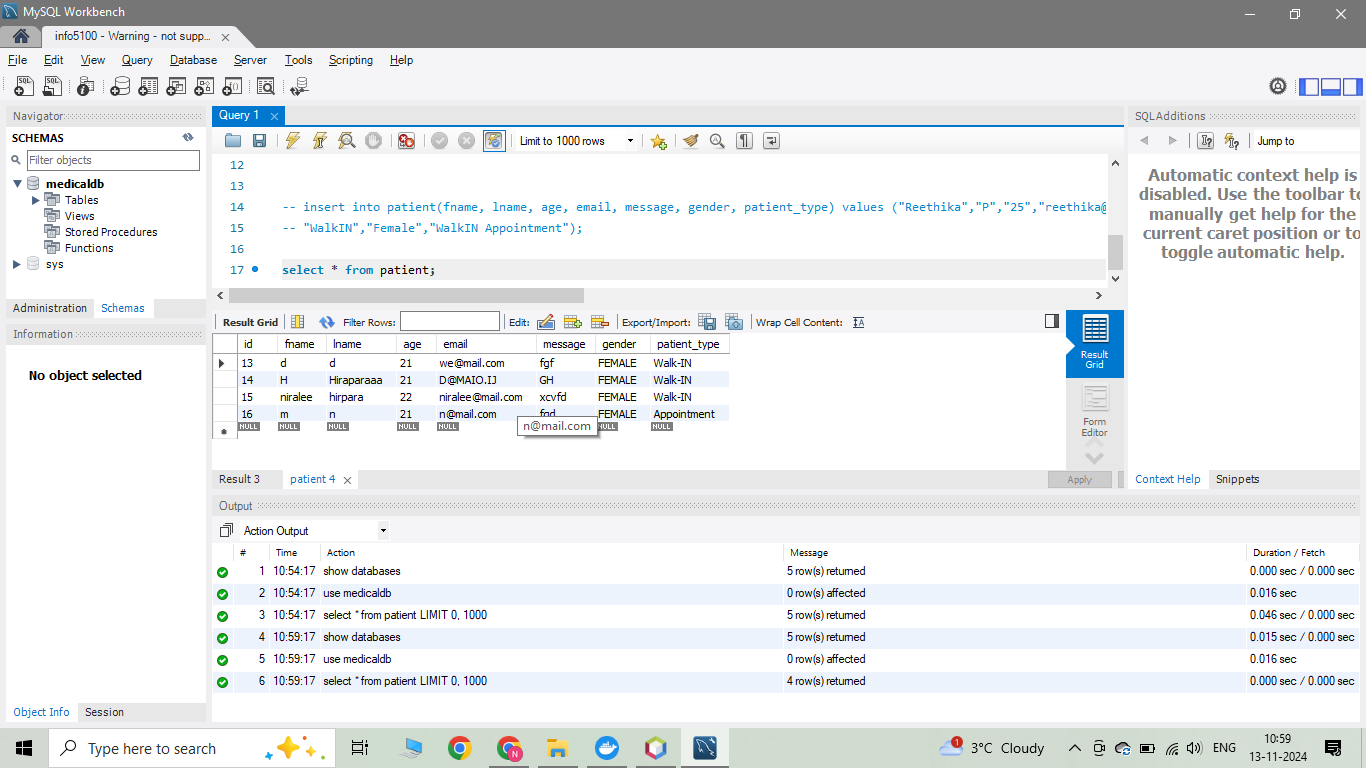 MySQL Workbench
info5100 - Warning - not supp...
File Edit View Query Database Server Tools Scripting Help
Navigator
SCHEMAS
Filter objects
medicaldb
Tables
Views
Stored Procedures
Functions
sys
Administration Schemas
Information
No object selected
Object Info Session
Query 1
Limit to 1000 rows
12
13
14 -- insert into patient(fname, lname, age, email, message, gender, patient_type) values ("Reethika","P","25","reethika@
15 -- "WalkIN","Female","WalkIN Appointment");
16
17 select * from patient;
Result Grid Filter Rows: Edit: Export/Import: Wrap Cell Content:
id fname lname age email message gender patient_type
13 d d 21 we@mail.com fgf FEMALE Walk-IN
14 H Hiraparaaa 21 D@MAIO.IJ GH FEMALE Walk-IN
15 niralee hirpara 22 niralee@mail.com xcvfd FEMALE Walk-IN
16 m n 21 n@mail.com fgd FEMALE Appointment
NULL NULL NULL NULL NULL NULL NULL
n@mail.com
Result Grid
Form Editor
Result 3 patient 4
Apply
SQLAdditions
Jump to
Automatic context help is
disabled. Use the toolbar to
manually get help for the
current caret position or to
toggle automatic help.
Context Help Snippets
Output
Action Output
# Time Action Message Duration / Fetch
1 10:54:17 show databases 5 row(s) returned 0.000 sec / 0.000 sec
2 10:54:17 use medicaldb 0 row(s) affected 0.016 sec
3 10:54:17 select * from patient LIMIT 0, 1000 5 row(s) returned 0.046 sec / 0.000 sec
4 10:59:17 show databases 5 row(s) returned 0.015 sec / 0.000 sec
5 10:59:17 use medicaldb 0 row(s) affected 0.016 sec
6 10:59:17 select * from patient LIMIT 0, 1000 4 row(s) returned 0.000 sec / 0.000 sec
Type here to search
1
3°C Cloudy
ENG
10:59
13-11-2024